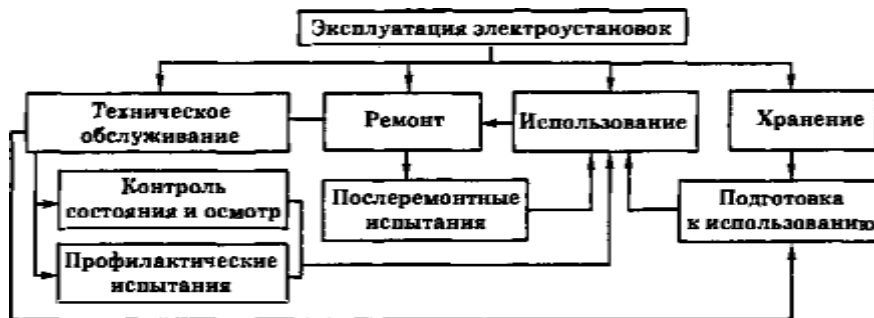 Эксплуатация электроустановок
Техническое
обслуживание
Ремонт
Использование
Хранение
Контроль
состояния и осмотр
Послеремонтные
испытания
Подготовка
к использованию
Профилактические
испытания